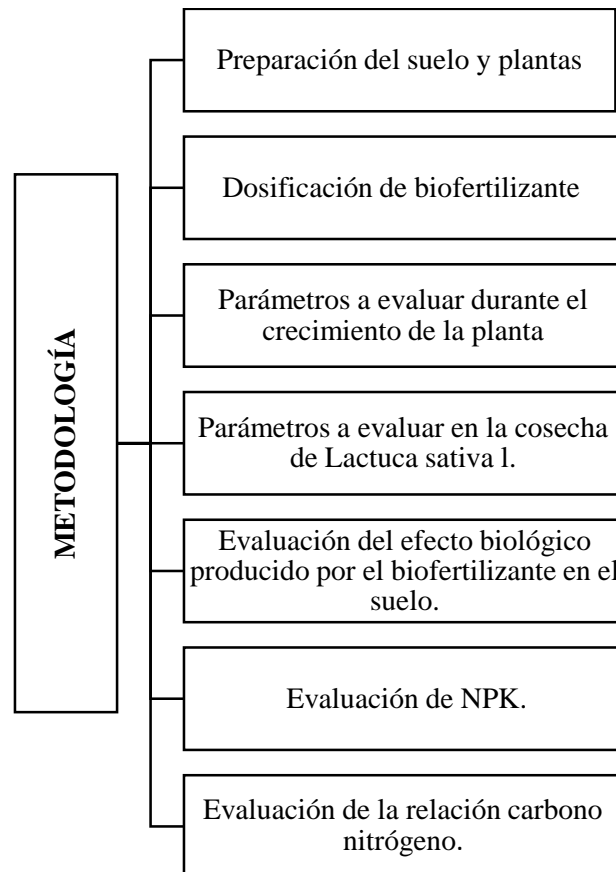 METODOLOGÍA
Preparación del suelo y plantas
Dosificación de biofertilizante
Parámetros a evaluar durante el
crecimiento de la planta
Parámetros a evaluar en la cosecha
de Lactuca sativa l.
Evaluación del efecto biológico
producido por el biofertilizante en el
suelo.
Evaluación de NPK.
Evaluación de la relación carbono
nitrógeno.